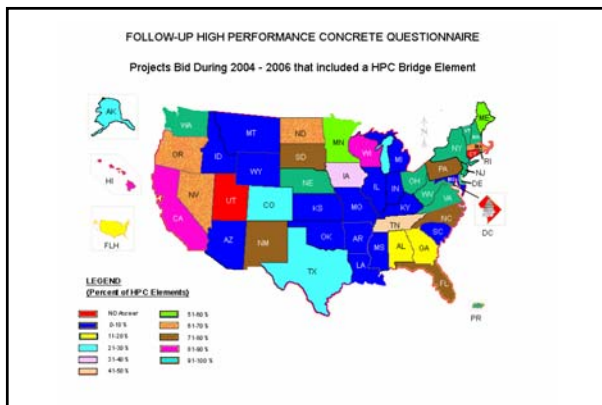 FOLLOW-UP HIGH PERFORMANCE CONCRETE QUESTIONNAIRE
Projects Bid During 2004 - 2006 that included a HPC Bridge Element
AK
WA
MT
ND
MN
ME
OR
ID
SD
WI
MI
NY
WY
HI
NV
NE
IA
PA
RI
NJ
DE
UT
CO
IL
IN
OH
WV
VA
CA
KS
MO
KY
DC
FLH
AZ
NM
OK
AR
TN
NC
SC
TX
LA
MS
AL
GA
FL
PR
LEGEND
(Percent of HPC Elements)
NO Answer
0-10 %
11-20 %
21-30 %
31-40 %
41-50 %
51-60 %
61-70 %
71-80 %
81-90 %
91-100 %